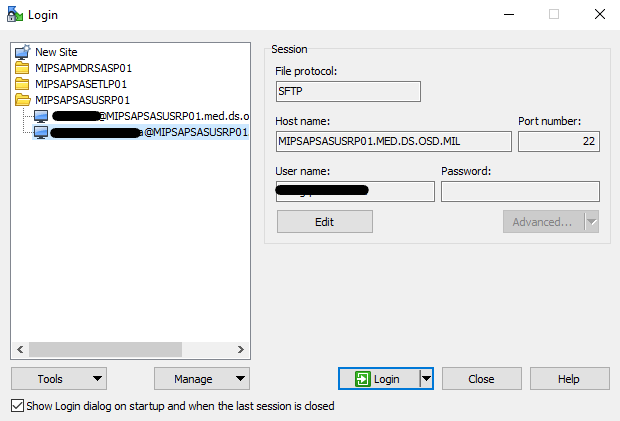 Login
New Site
MIPSAPMDRSASP01
MIPSAPSASETLP01
MIPSAPSASUSRP01
@MIPSAPSASUSRP01.med.ds.o
a@MIPSAPSASUSRP01
Session
File protocol:
SFTP
Host name:
Port number:
MIPSAPSASUSRP01.MED.DS.OSD.MIL
22
User name:
Password:
Edit
Advanced...
Tools
Manage
Login
Close
Help
Show Login dialog on startup and when the last session is closed